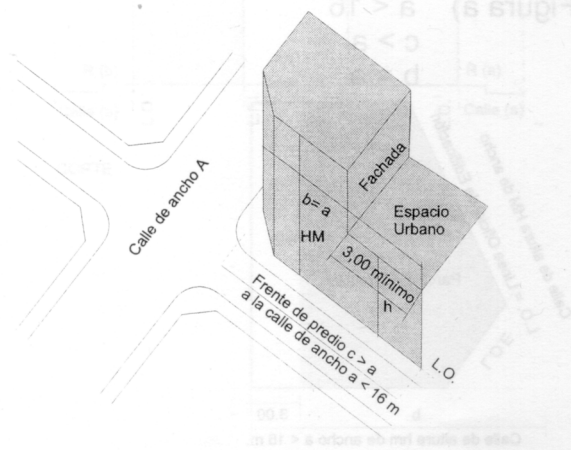 Calle de ancho A
Fachada
b= a
HM
Espacio
Urbano
3,00 mínimo
h
Frente de predio c > a
a la calle de ancho a < 16 m
L.O.